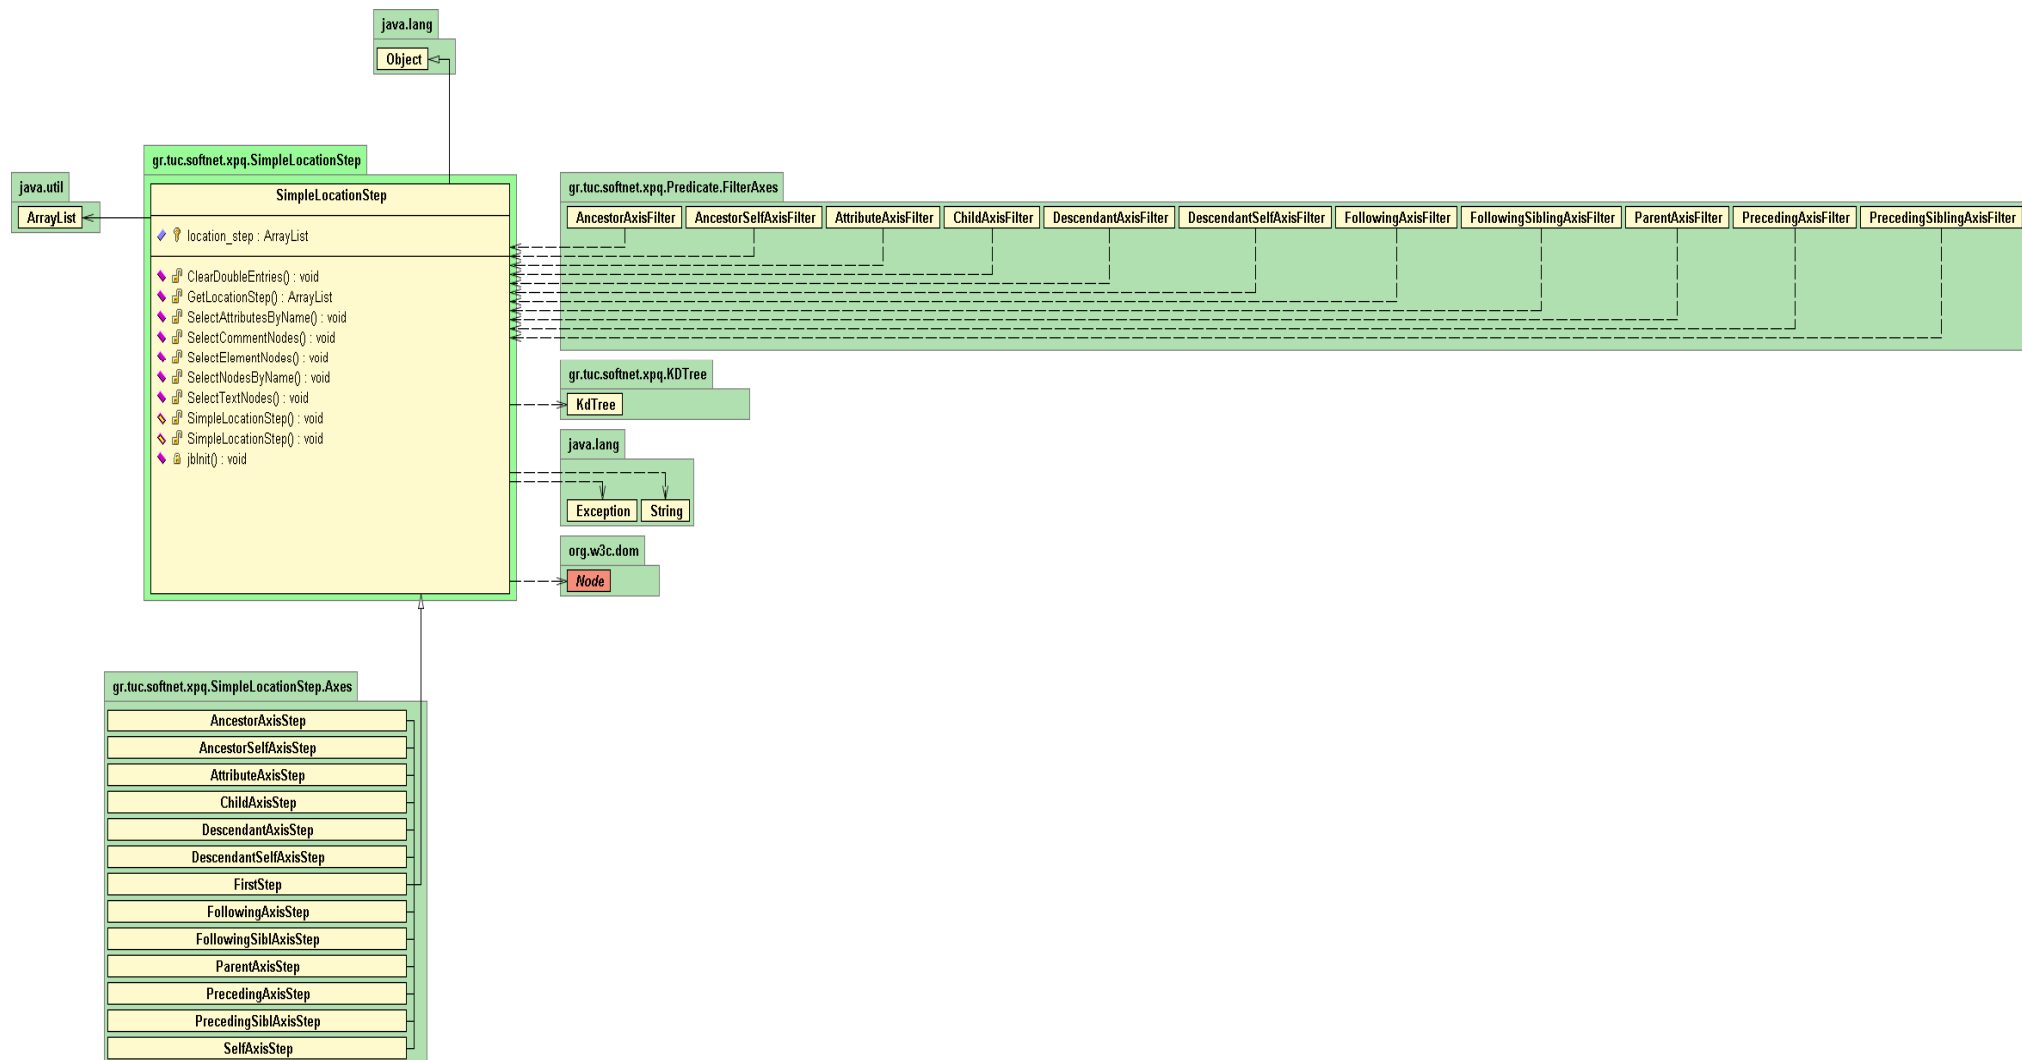 java.lang
Object
gr.tuc.softnet.xpq.SimpleLocationStep
java.util
ArrayList
SimpleLocationStep
location_step : ArrayList
ClearDoubleEntries() : void
GetLocationStep() : ArrayList
SelectAttributesByName() : void
SelectCommentNodes() : void
SelectElementNodes() : void
SelectNodesByName() : void
SelectTextNodes() : void
SimpleLocationStep() : void
SimpleLocationStep() : void
jbInit() : void
gr.tuc.softnet.xpq.Predicate.FilterAxes
AncestorAxisFilter
AncestorSelfAxisFilter
AttributeAxisFilter
ChildAxisFilter
DescendantAxisFilter
DescendantSelfAxisFilter
FollowingAxisFilter
FollowingSiblingAxisFilter
ParentAxisFilter
PrecedingAxisFilter
PrecedingSiblingAxisFilter
gr.tuc.softnet.xpq.KDTree
KdTree
java.lang
Exception
String
org.w3c.dom
Node
gr.tuc.softnet.xpq.SimpleLocationStep.Axes
AncestorAxisStep
AncestorSelfAxisStep
AttributeAxisStep
ChildAxisStep
DescendantAxisStep
DescendantSelfAxisStep
FirstStep
FollowingAxisStep
FollowingSiblAxisStep
ParentAxisStep
PrecedingAxisStep
PrecedingSiblAxisStep
SelfAxisStep